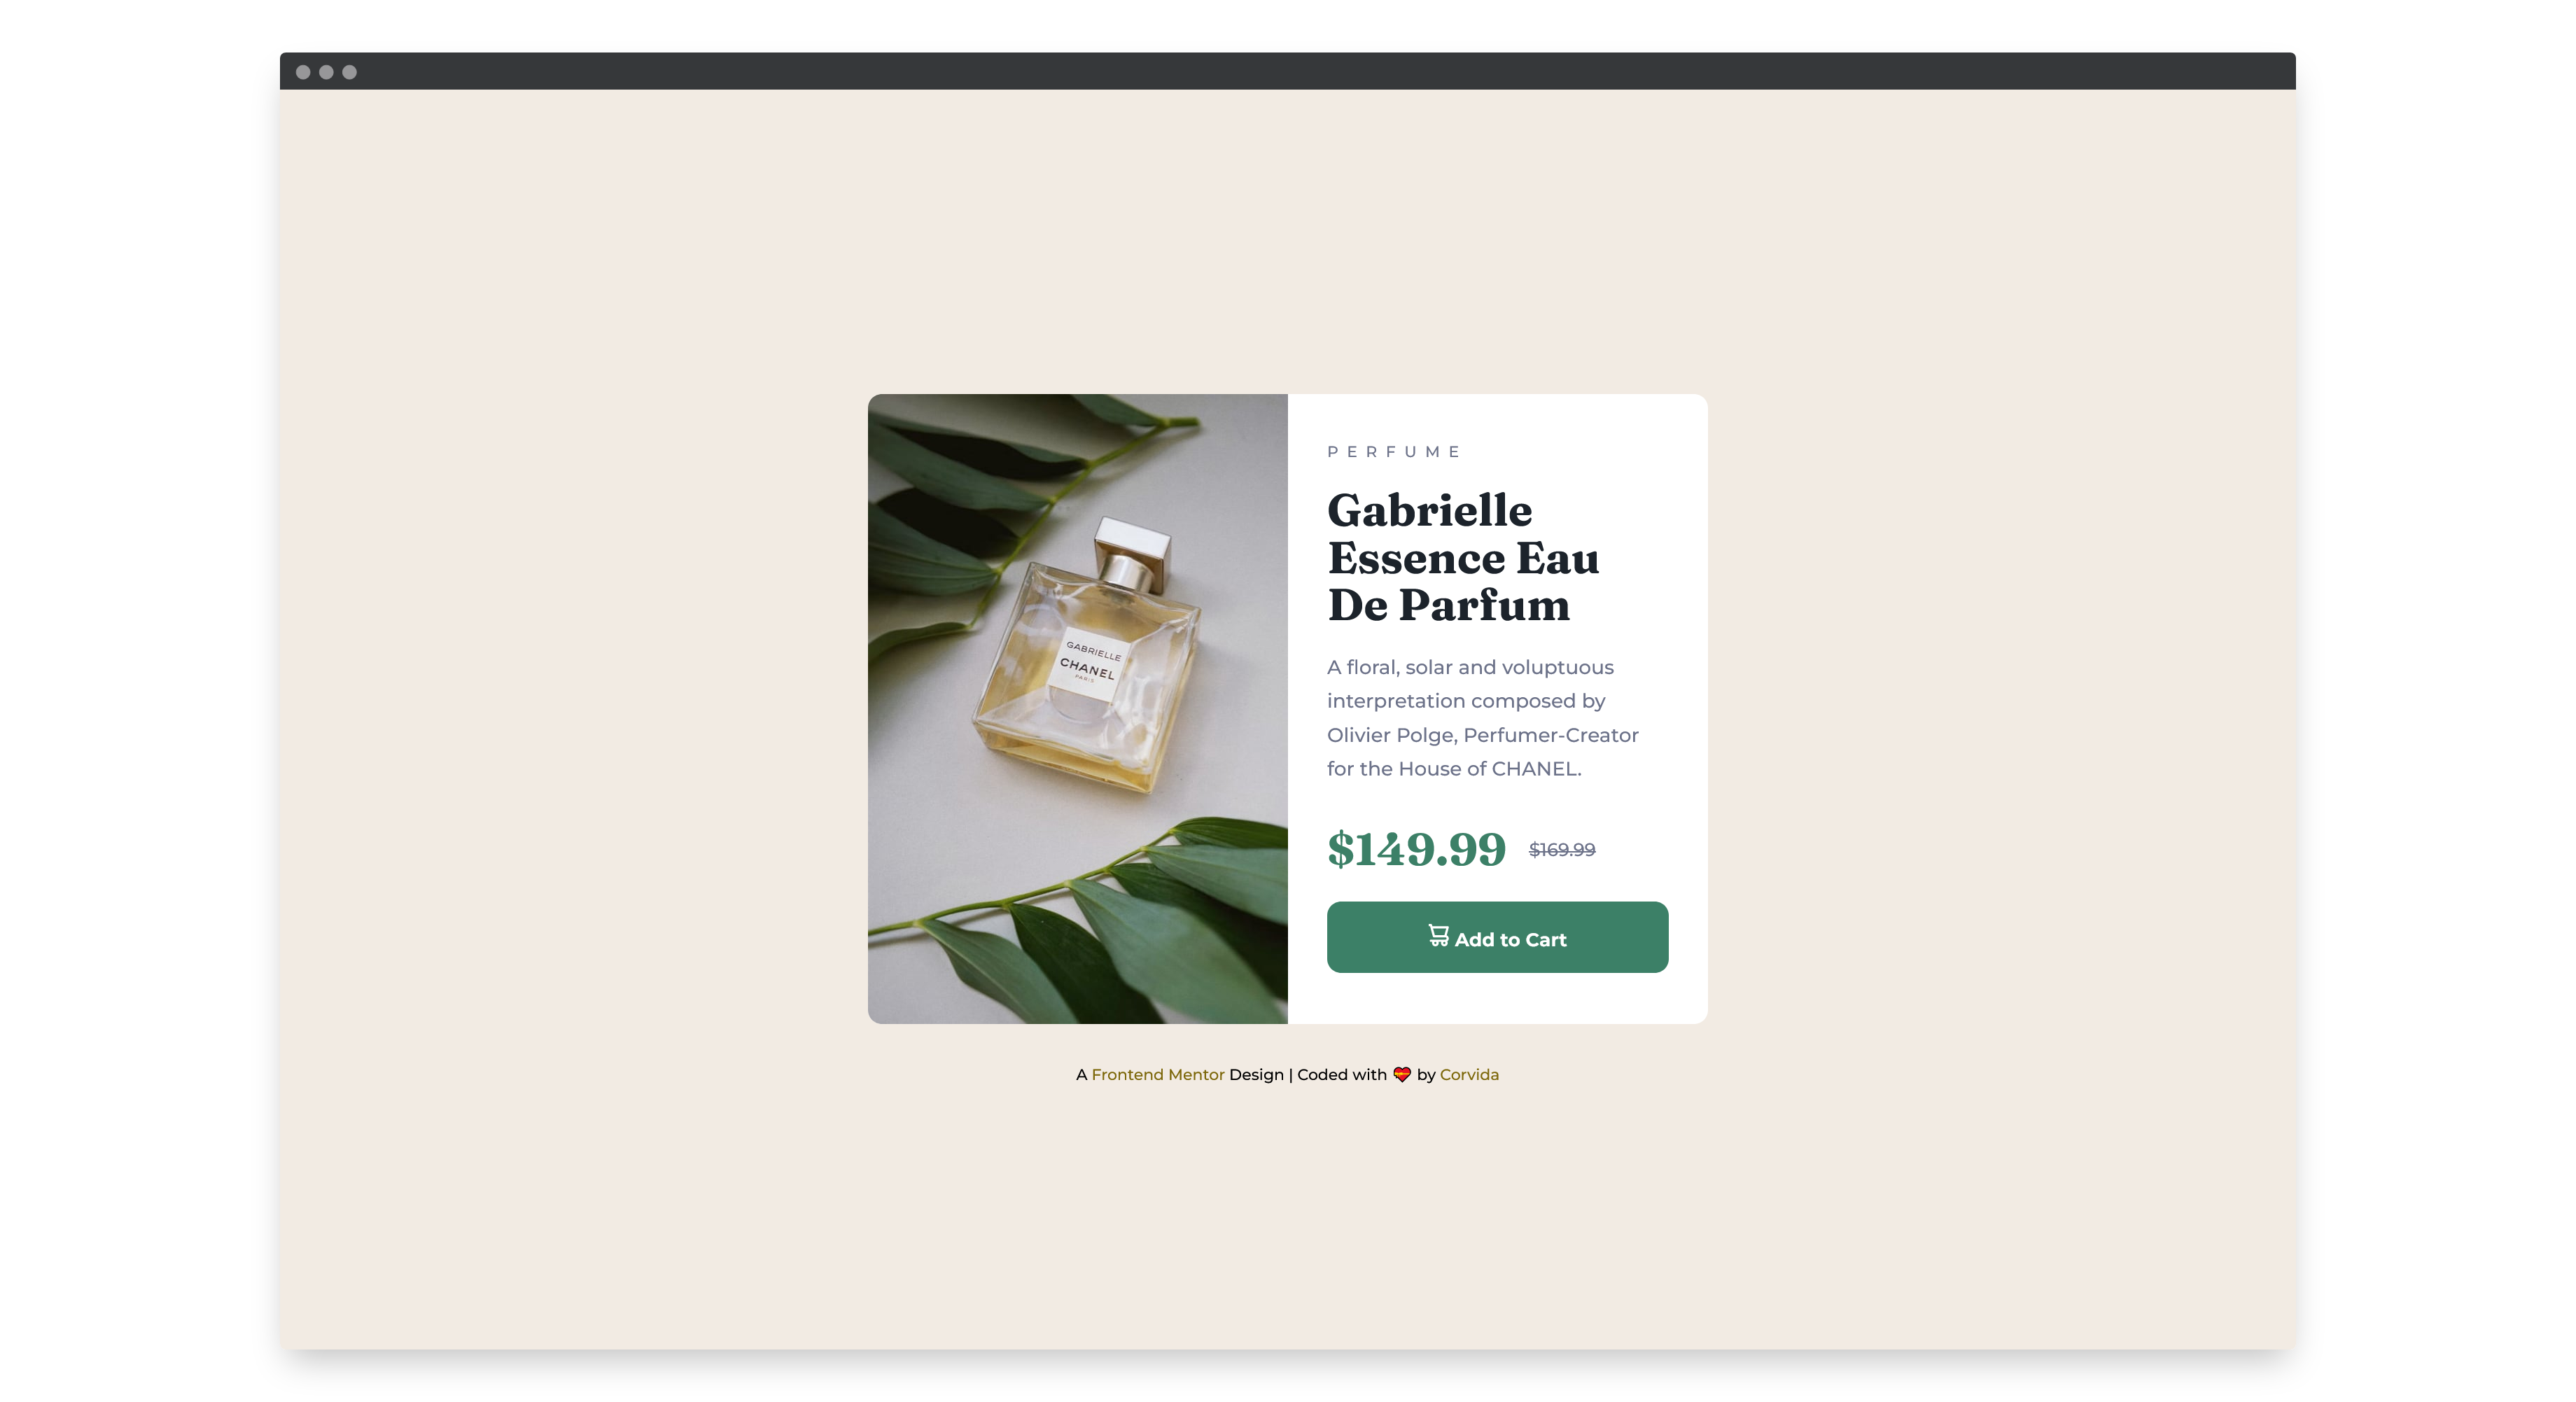 PERFUME
Gabrielle
Essence Eau
De Parfum
GABRIELLE
CHANEL
PARIS
A floral, solar and voluptuous
interpretation composed by
Olivier Polge, Perfumer-Creator
for the House of CHANEL.
$149.99 $169.99
Add to Cart
A Frontend Mentor Design | Coded with ❤️ by Corvida